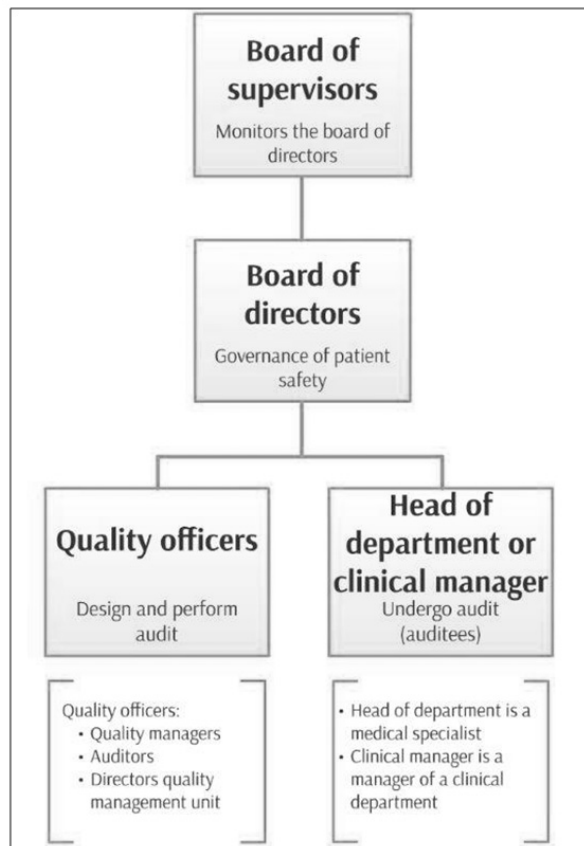 Board of
supervisors
Monitors the board of
directors
Board of
directors
Governance of patient
safety
Quality officers
Design and perform
audit
Head of
department or
clinical manager
Undergo audit
(auditees)
Quality officers:
• Quality managers
• Auditors
• Directors quality
management unit
• Head of department is a
medical specialist
• Clinical manager is a
manager of a clinical
department